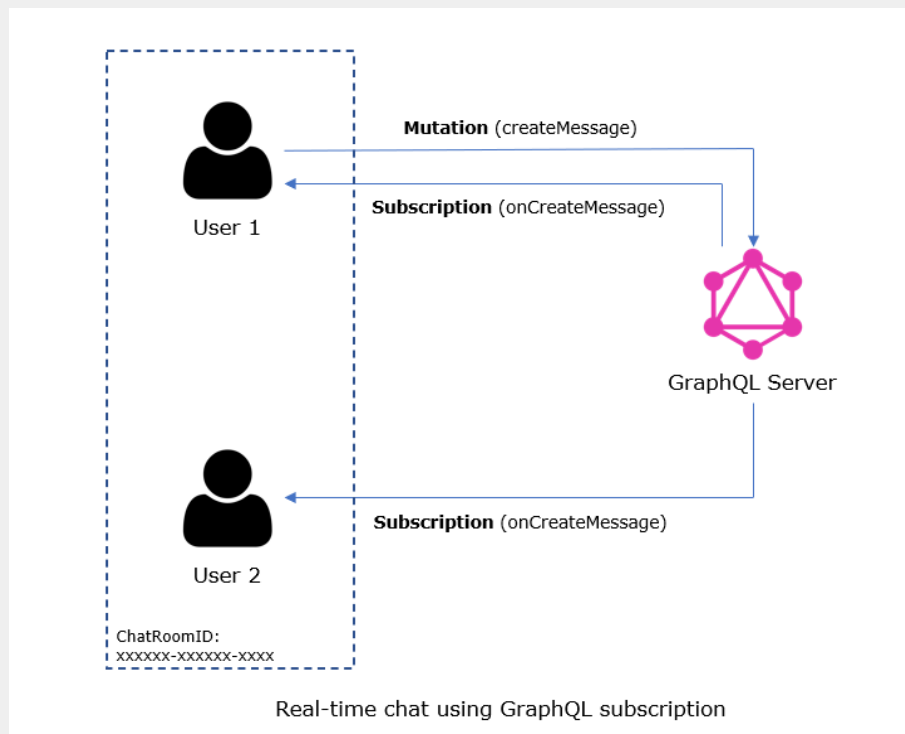 Mutation (createMessage)
Subscription (onCreateMessage)
User 1
GraphQL Server
Subscription (onCreateMessage)
User 2
ChatRoomID:
xxxxxx-xxxxxx-xxxx
Real-time chat using GraphQL subscription